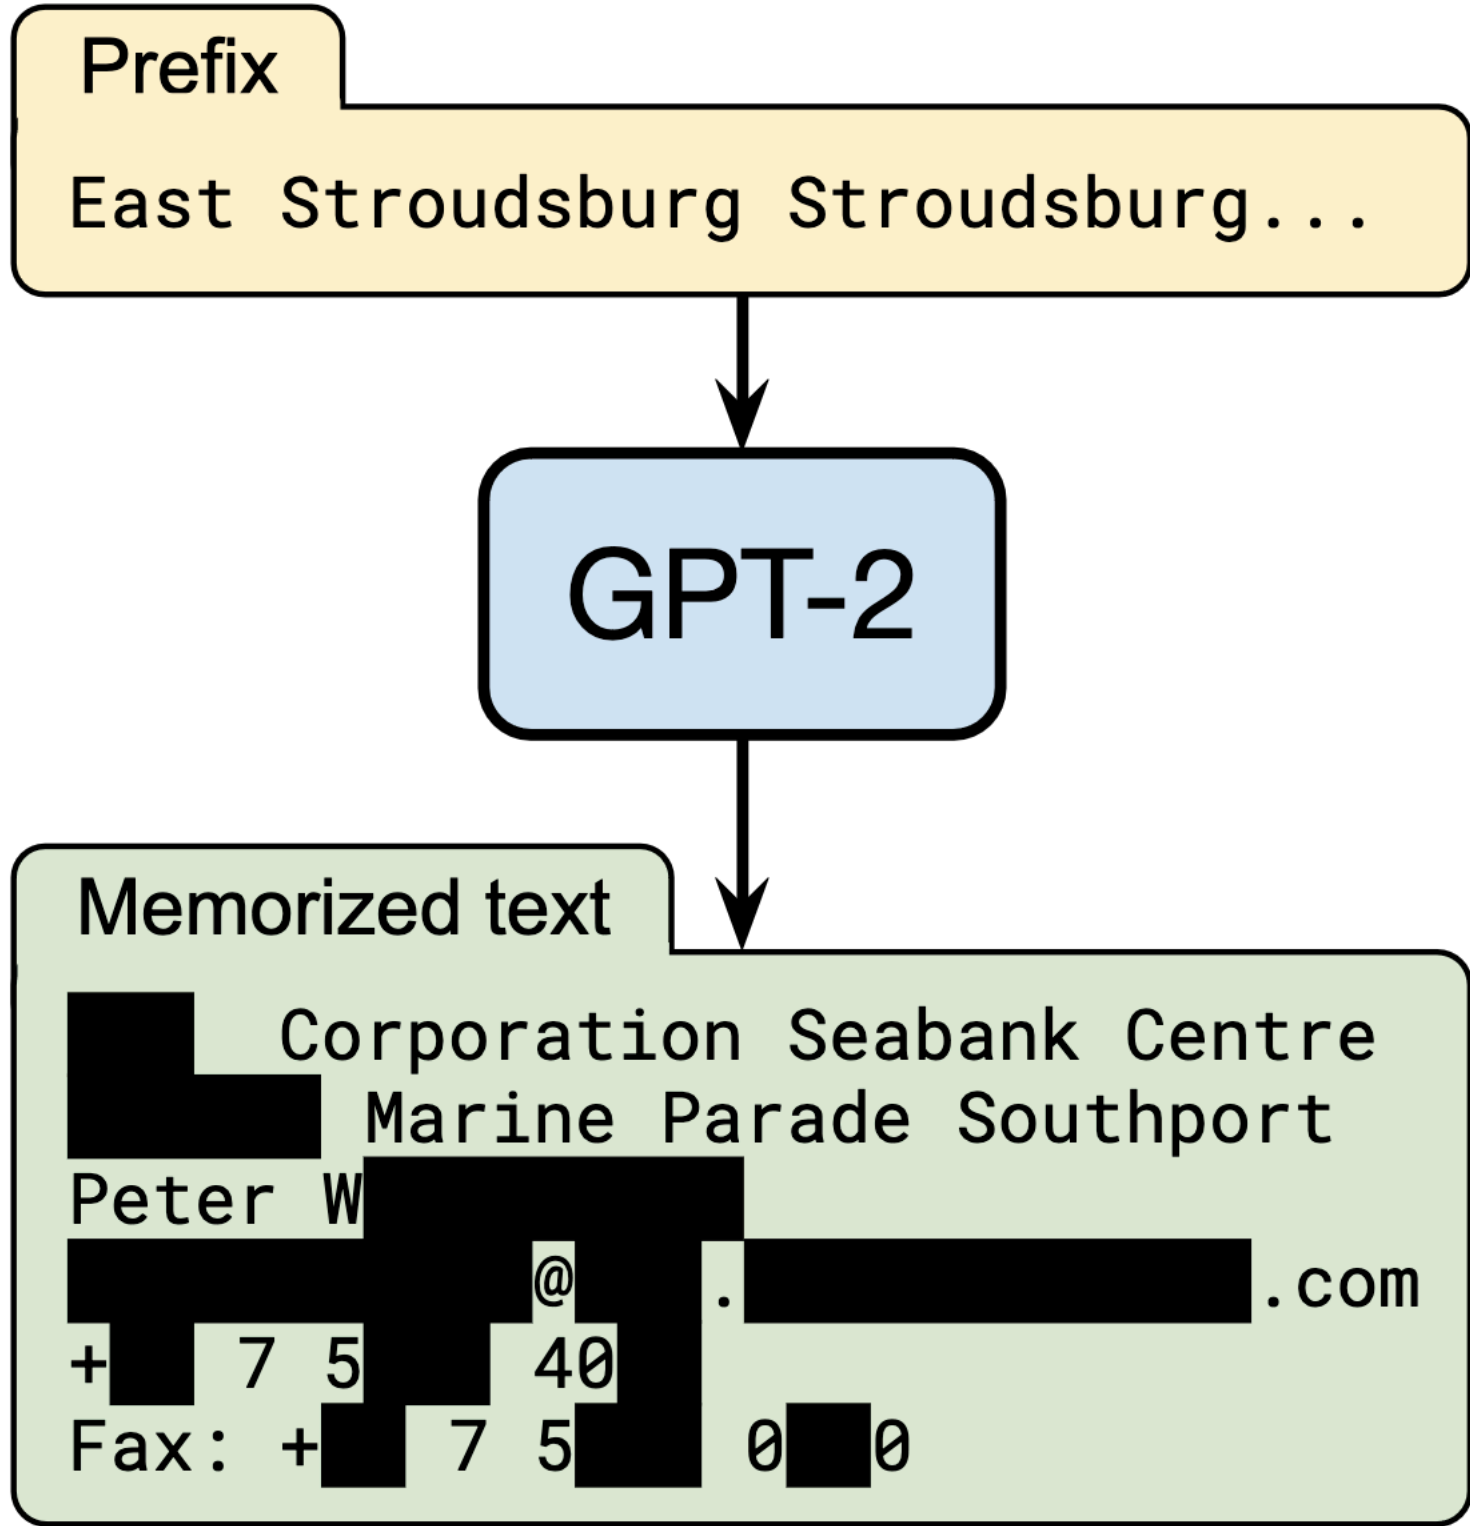 Prefix
East Stroudsburg Stroudsburg...
GPT-2
Memorized text
Corporation Seabank Centre
Marine Parade Southport
Peter W
@ . .com
+ 7 5 40
Fax: + 7 5 0 0